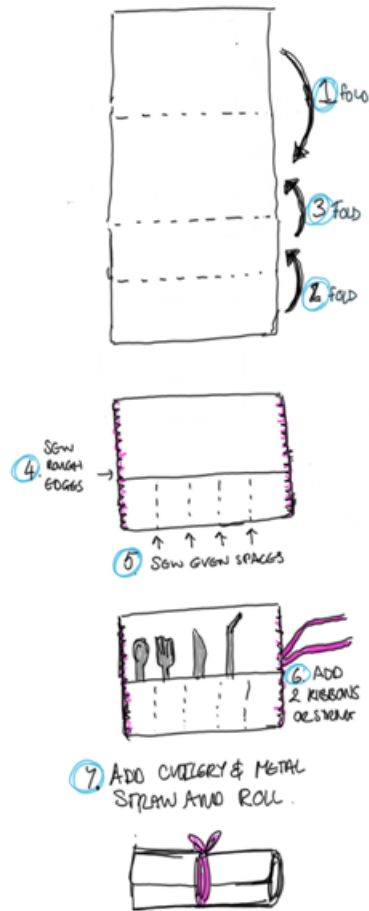 1 FOLD
3 FOLD
2 FOLD
4. SEW
ROUGH
EDGES
5. SEW EVEN SPACES
6. ADD
2 RIBBONS
OR STRING
7. ADD CUTLERY & METAL
STRAW AND ROLL.